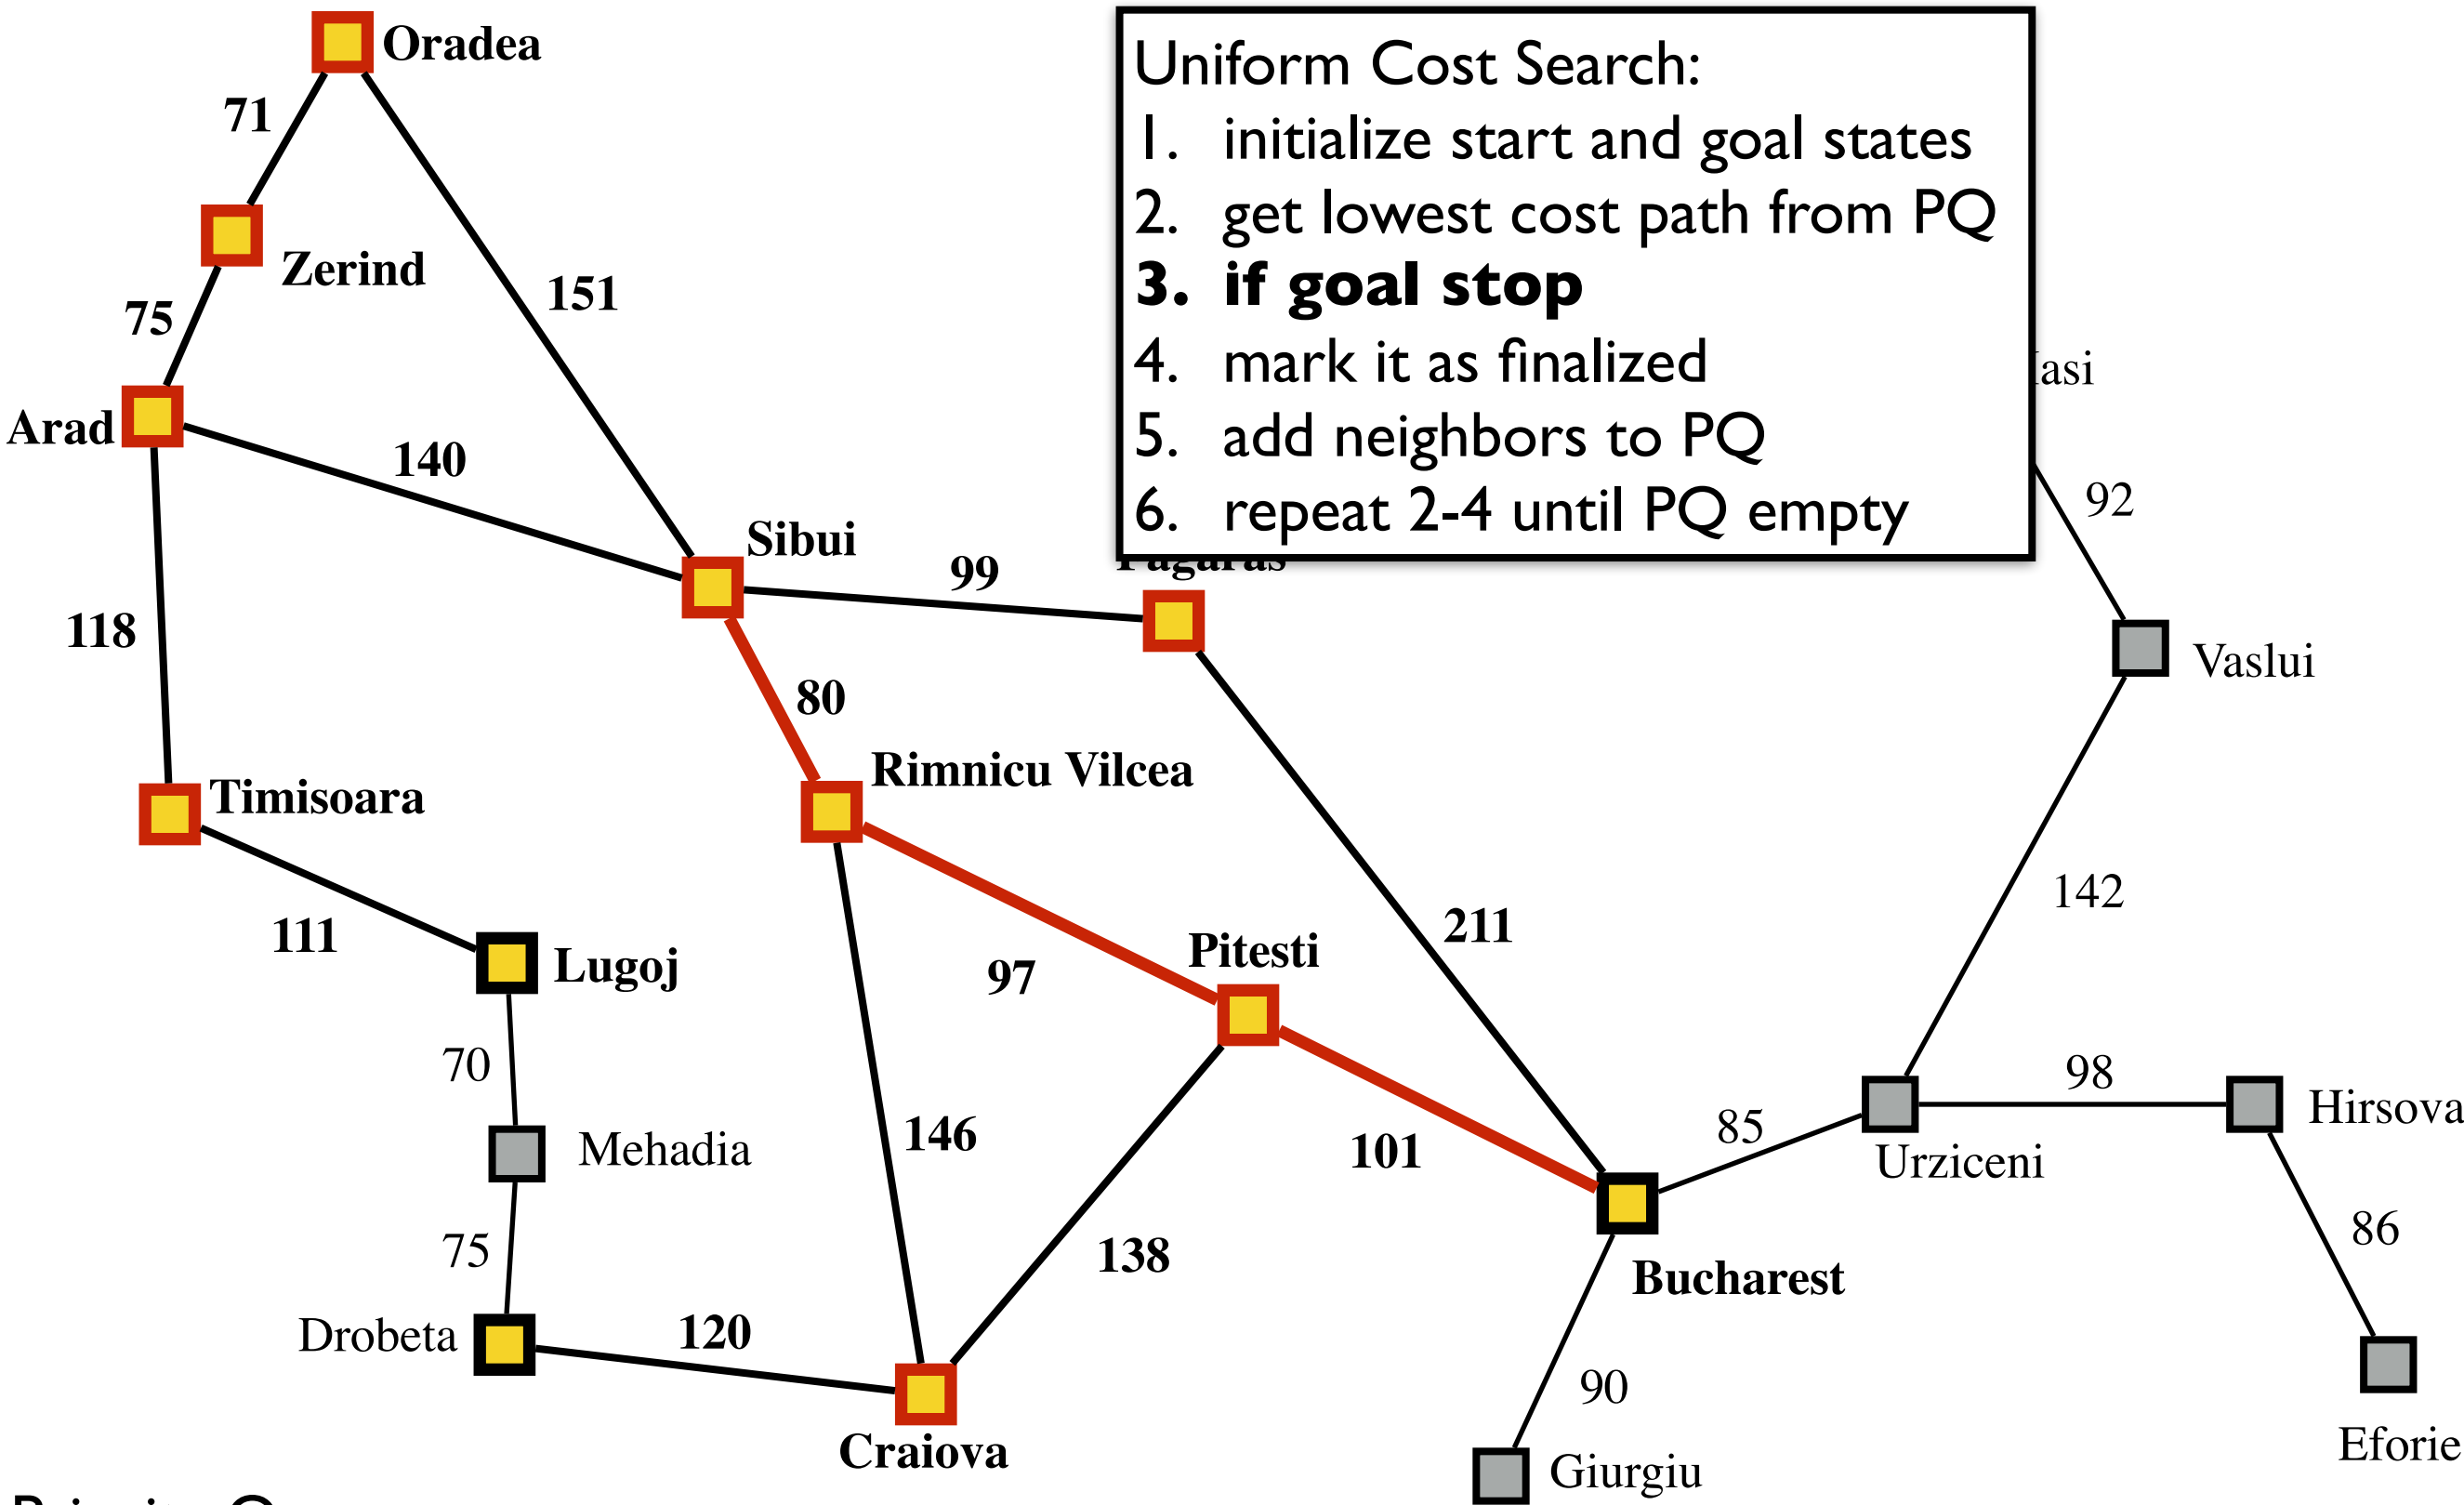 Oradea
Uniform Cost Search:
1. initialize start and goal states
2. get lowest cost path from PQ
3. if goal stop
4. mark it as finalized
5. add neighbors to PQ
6. repeat 2-4 until PQ empty
71
Zerind
151
75
Iasi
Arad
140
92
Sibui
99
Fagaras
118
Vaslui
80
Rimnicu Vilcea
Timisoara
142
111
211
Pitesti
Lugoj
97
70
98
Hirsova
85
Mehadia
146
101
Urziceni
75
138
86
Bucharest
Drobeta
120
90
Craiova
Eforie
Giurgiu